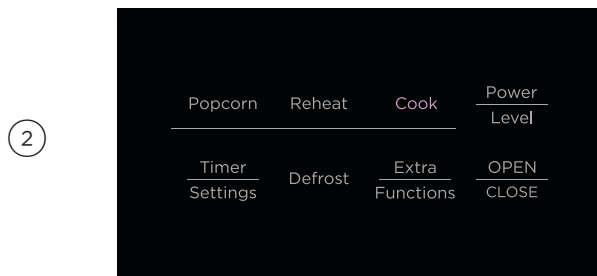 2
Popcorn Reheat Cook Power
Level
Timer Defrost Extra OPEN
Settings Functions CLOSE